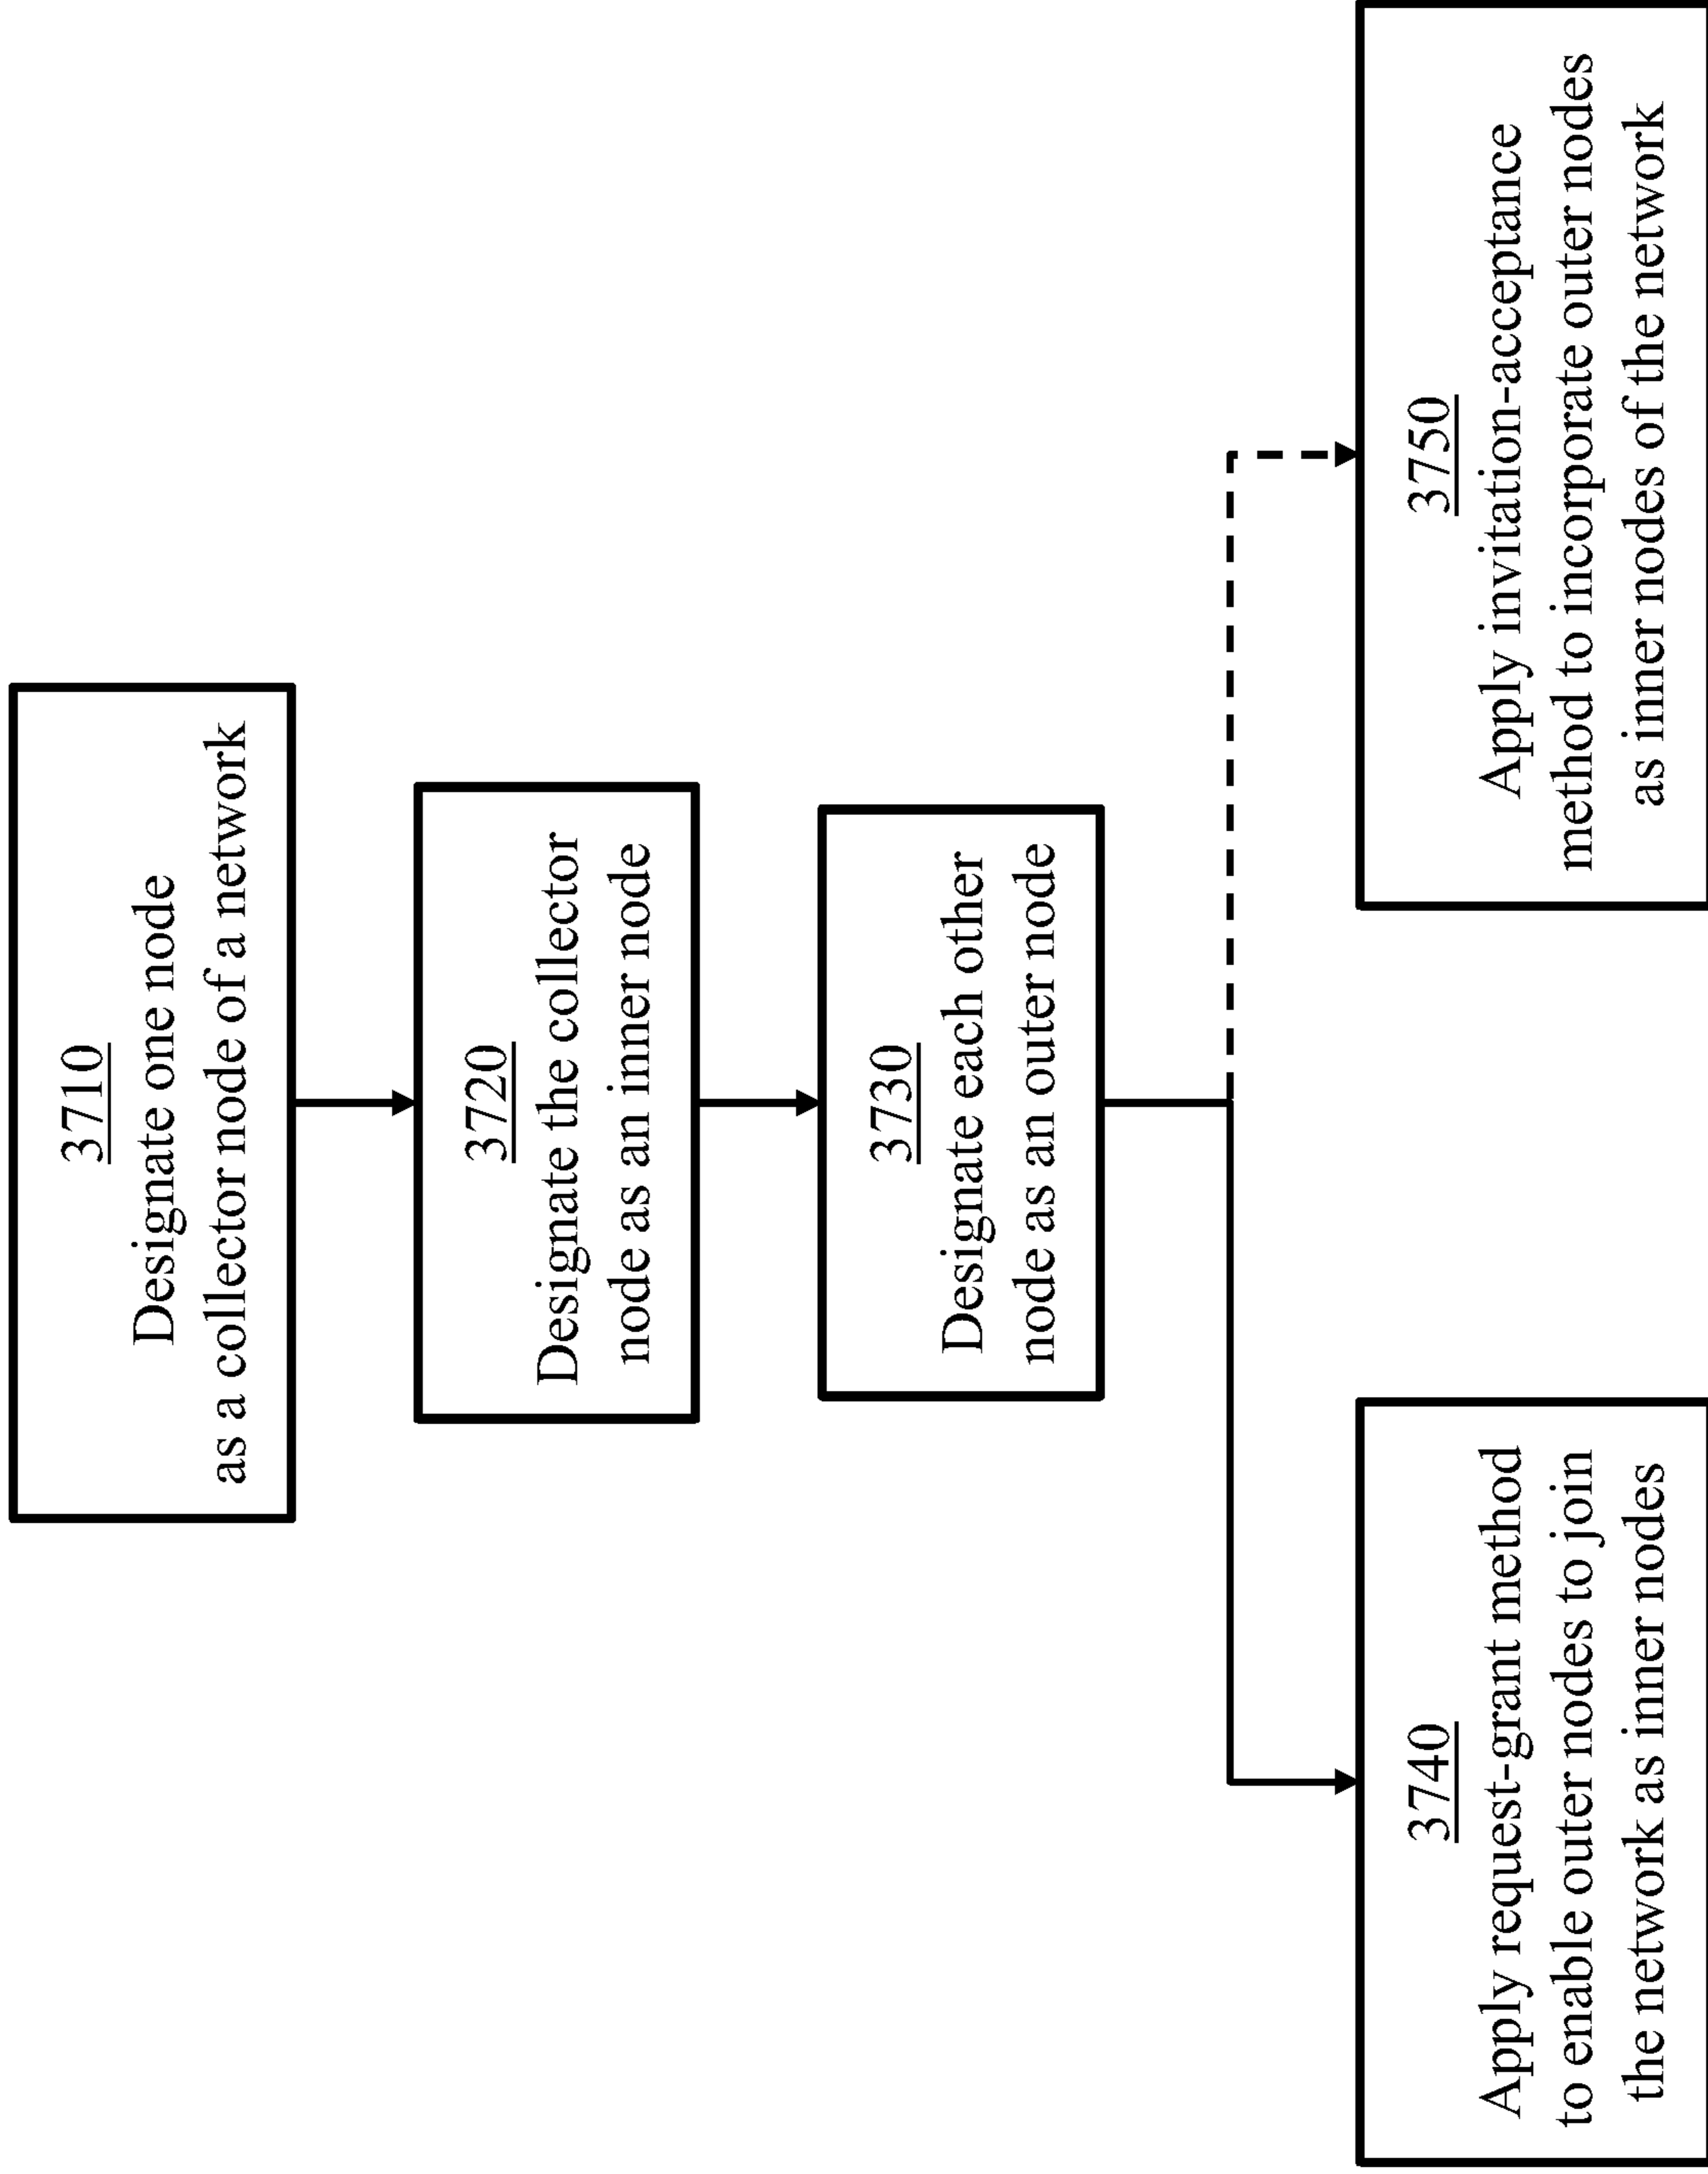 3710
Designate one node
as a collector node of a network
3720
Designate the collector
node as an inner node
3730
Designate each other
node as an outer node
3740
Apply request-grant method
to enable outer nodes to join
the network as inner nodes
3750
Apply invitation-acceptance
method to incorporate outer nodes
as inner nodes of the network